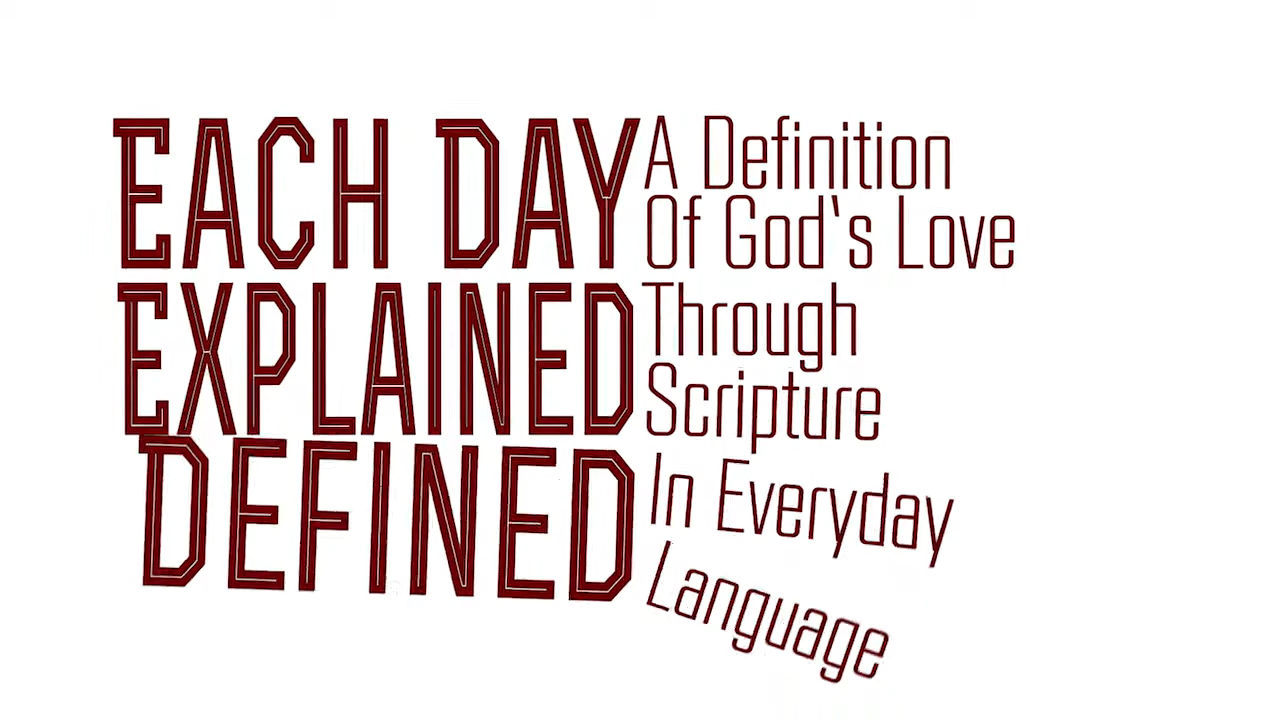 EACH DAY
EXPLAINED
DEFINED
A Definition
Of God's Love
Through
Scripture
In Everyday
Language